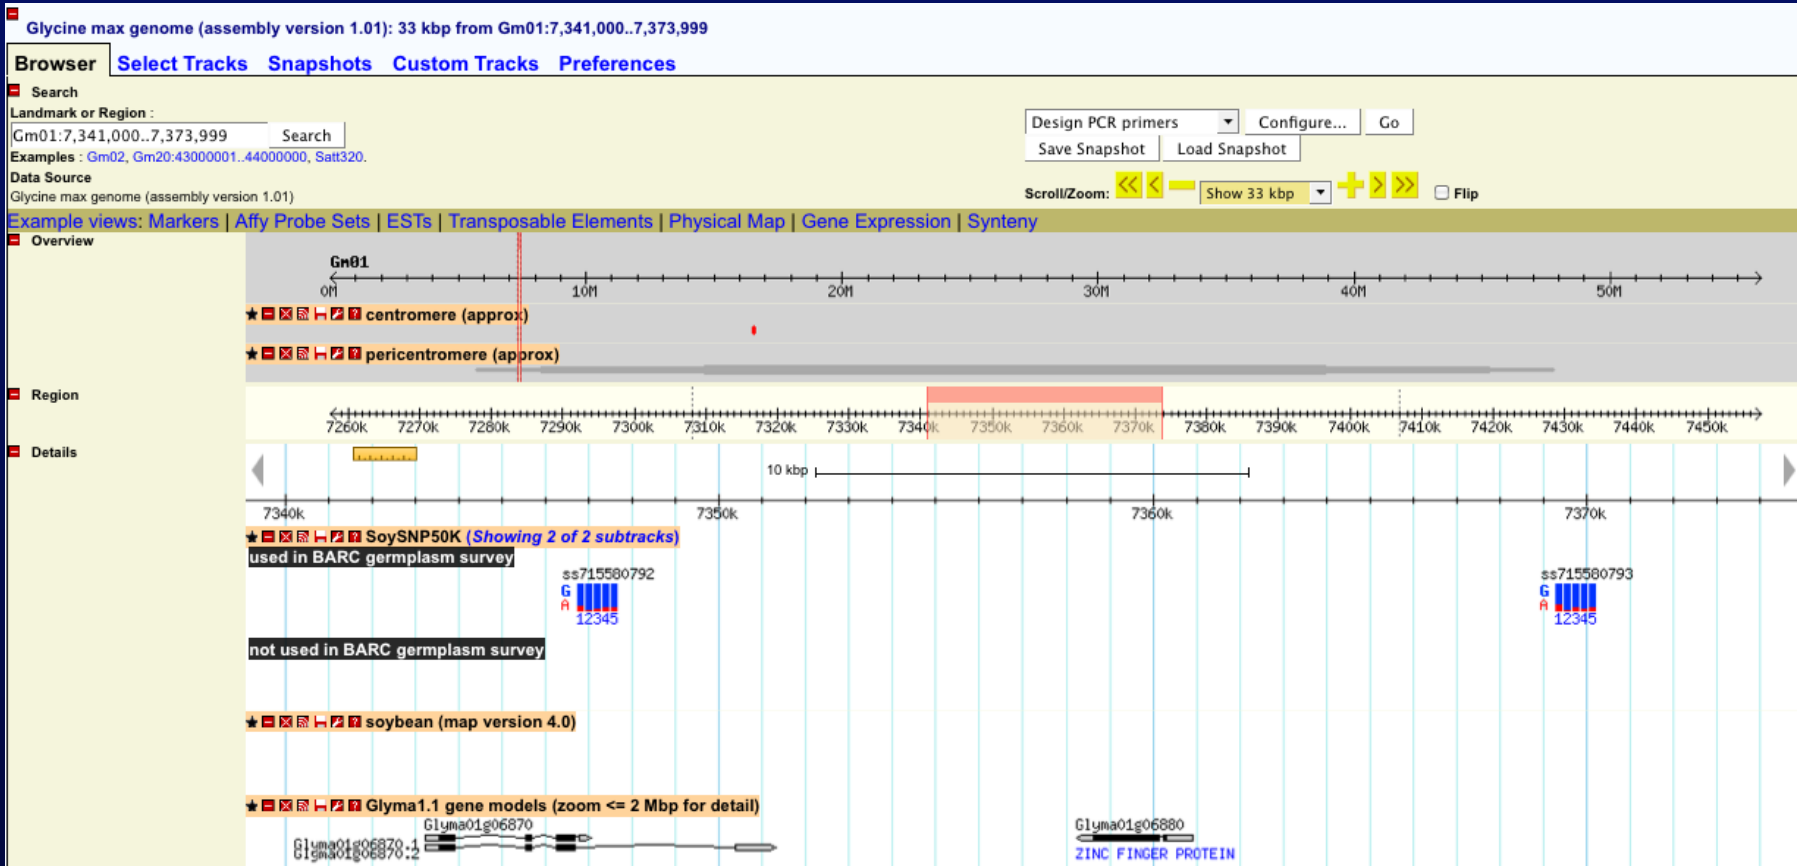 Glycine max genome (assembly version 1.01): 33 kbp from Gm01:7,341,000..7,373,999
Browser Select Tracks Snapshots Custom Tracks Preferences
Search
Landmark or Region :
Gm01:7,341,000..7,373,999 Search
Examples : Gm02, Gm20:43000001..44000000, Satt320.
Data Source
Glycine max genome (assembly version 1.01)
Design PCR primers Configure... Go
Save Snapshot Load Snapshot
Scroll/Zoom: << < Show 33 kbp > >> Flip
Example views: Markers | Affy Probe Sets | ESTs | Transposable Elements | Physical Map | Gene Expression | Synteny
Overview
Gm01
0M 10M 20M 30M 40M 50M
centromere (approx)
pericentromere (approx)
Region
7260k 7270k 7280k 7290k 7300k 7310k 7320k 7330k 7340k 7350k 7360k 7370k 7380k 7390k 7400k 7410k 7420k 7430k 7440k 7450k
Details
10 kbp
7340k 7350k 7360k 7370k
SoySNP50K (Showing 2 of 2 subtracks)
used in BARC germplasm survey
ss715580792 ss715580793
G G
A A
12345 12345
not used in BARC germplasm survey
soybean (map version 4.0)
Glyma1.1 gene models (zoom <= 2 Mbp for detail)
Glyma01g06870 Glyma01g06880
Glyma01g06870.1
Glyma01g06870.2
ZINC FINGER PROTEIN